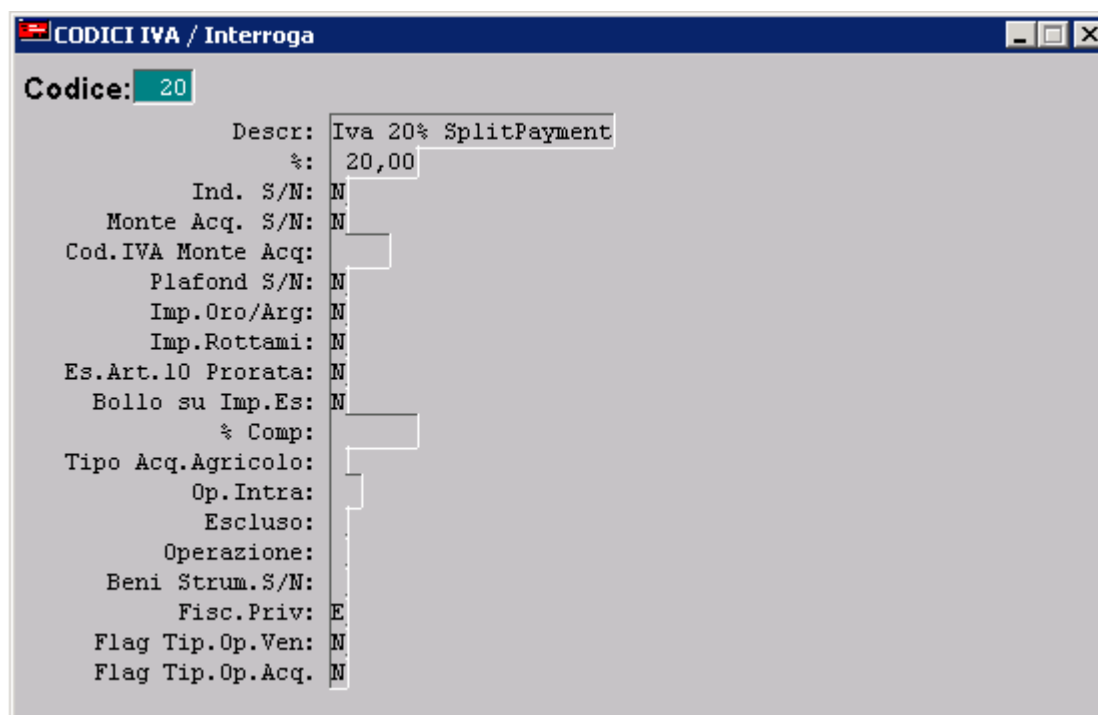 CODICI IVA / Interroga
Codice: 20
Descr: Iva 20% SplitPayment
%: 20,00
Ind. S/N: N
Monte Acq. S/N: N
Cod.IVA Monte Acq:
Plafond S/N: N
Imp.Oro/Arg: N
Imp.Rottami: N
Es.Art.10 Prorata: N
Bollo su Imp.Es: N
% Comp:
Tipo Acq.Agricolo:
Op.Intra:
Escluso:
Operazione:
Beni Strum.S/N:
Fisc.Priv: E
Flag Tip.Op.Ven: N
Flag Tip.Op.Acq. N